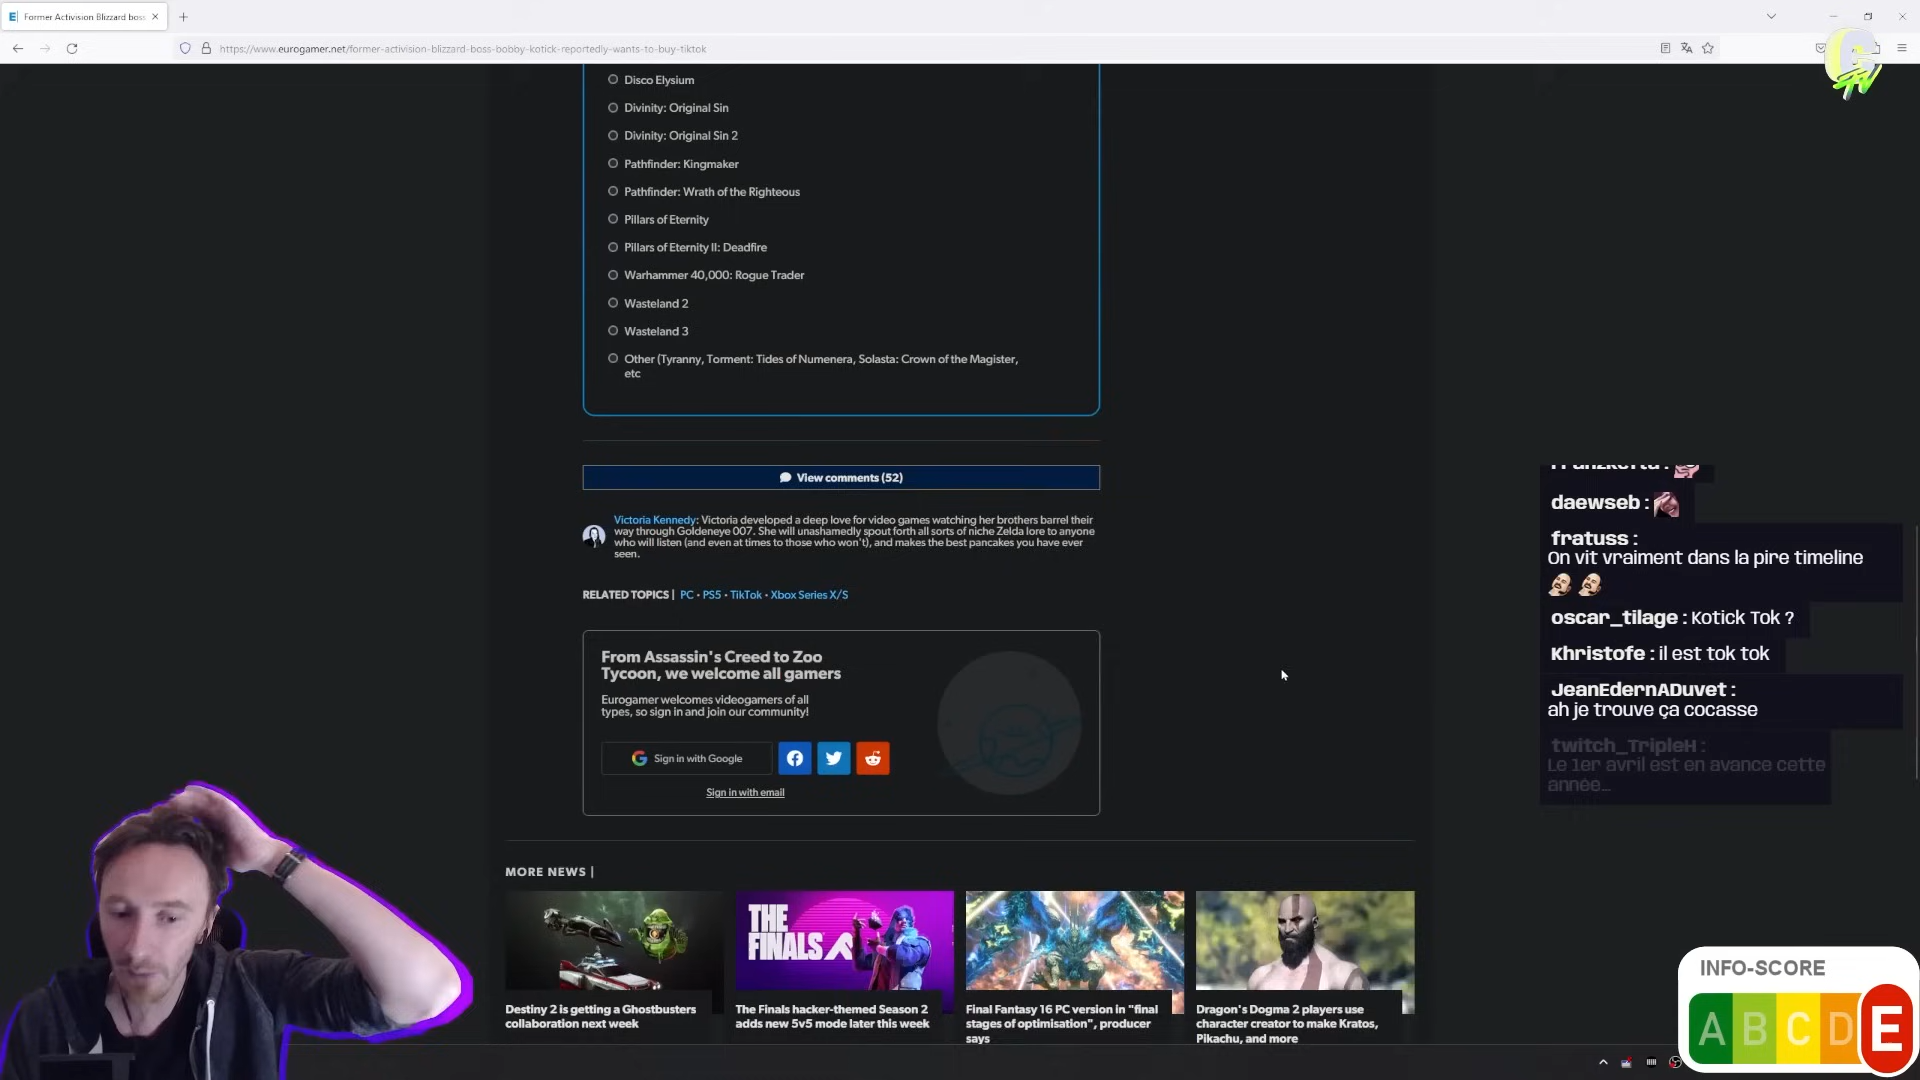 Former Activision Blizzard boss
https://www.eurogamer.net/former-activision-blizzard-boss-bobby-kotick-reportedly-wants-to-buy-tiktok
Disco Elysium
Divinity: Original Sin
Divinity: Original Sin 2
Pathfinder: Kingmaker
Pathfinder: Wrath of the Righteous
Pillars of Eternity
Pillars of Eternity II: Deadfire
Warhammer 40,000: Rogue Trader
Wasteland 2
Wasteland 3
Other (Tyranny, Torment: Tides of Numenera, Solasta: Crown of the Magister,
etc
View comments (52)
Victoria Kennedy: Victoria developed a deep love for video games watching her brothers barrel their
way through Goldeneye 007. She will unashamedly spout forth all sorts of niche Zelda lore to anyone
who will listen (and even at times to those who won't), and makes the best pancakes you have ever
seen.
RELATED TOPICS | PC • PS5 • TikTok • Xbox Series X/S
From Assassin's Creed to Zoo
Tycoon, we welcome all gamers
Eurogamer welcomes videogamers of all
types, so sign in and join our community!
Sign in with Google
Sign in with email
MORE NEWS |
THE
FINALS
Destiny 2 is getting a Ghostbusters
collaboration next week
The Finals hacker-themed Season 2
adds new 5v5 mode later this week
Final Fantasy 16 PC version in "final
stages of optimisation", producer
says
Dragon's Dogma 2 players use
character creator to make Kratos,
Pikachu, and more
daewseb :
fratuss :
On vit vraiment dans la pire timeline
oscar_tilage : Kotick Tok ?
Khristofe : il est tok tok
JeanEdernADuvet :
ah je trouve ça cocasse
twitch_TripleH :
Le 1er avril est en avance cette
année...
INFO-SCORE
A B C D E